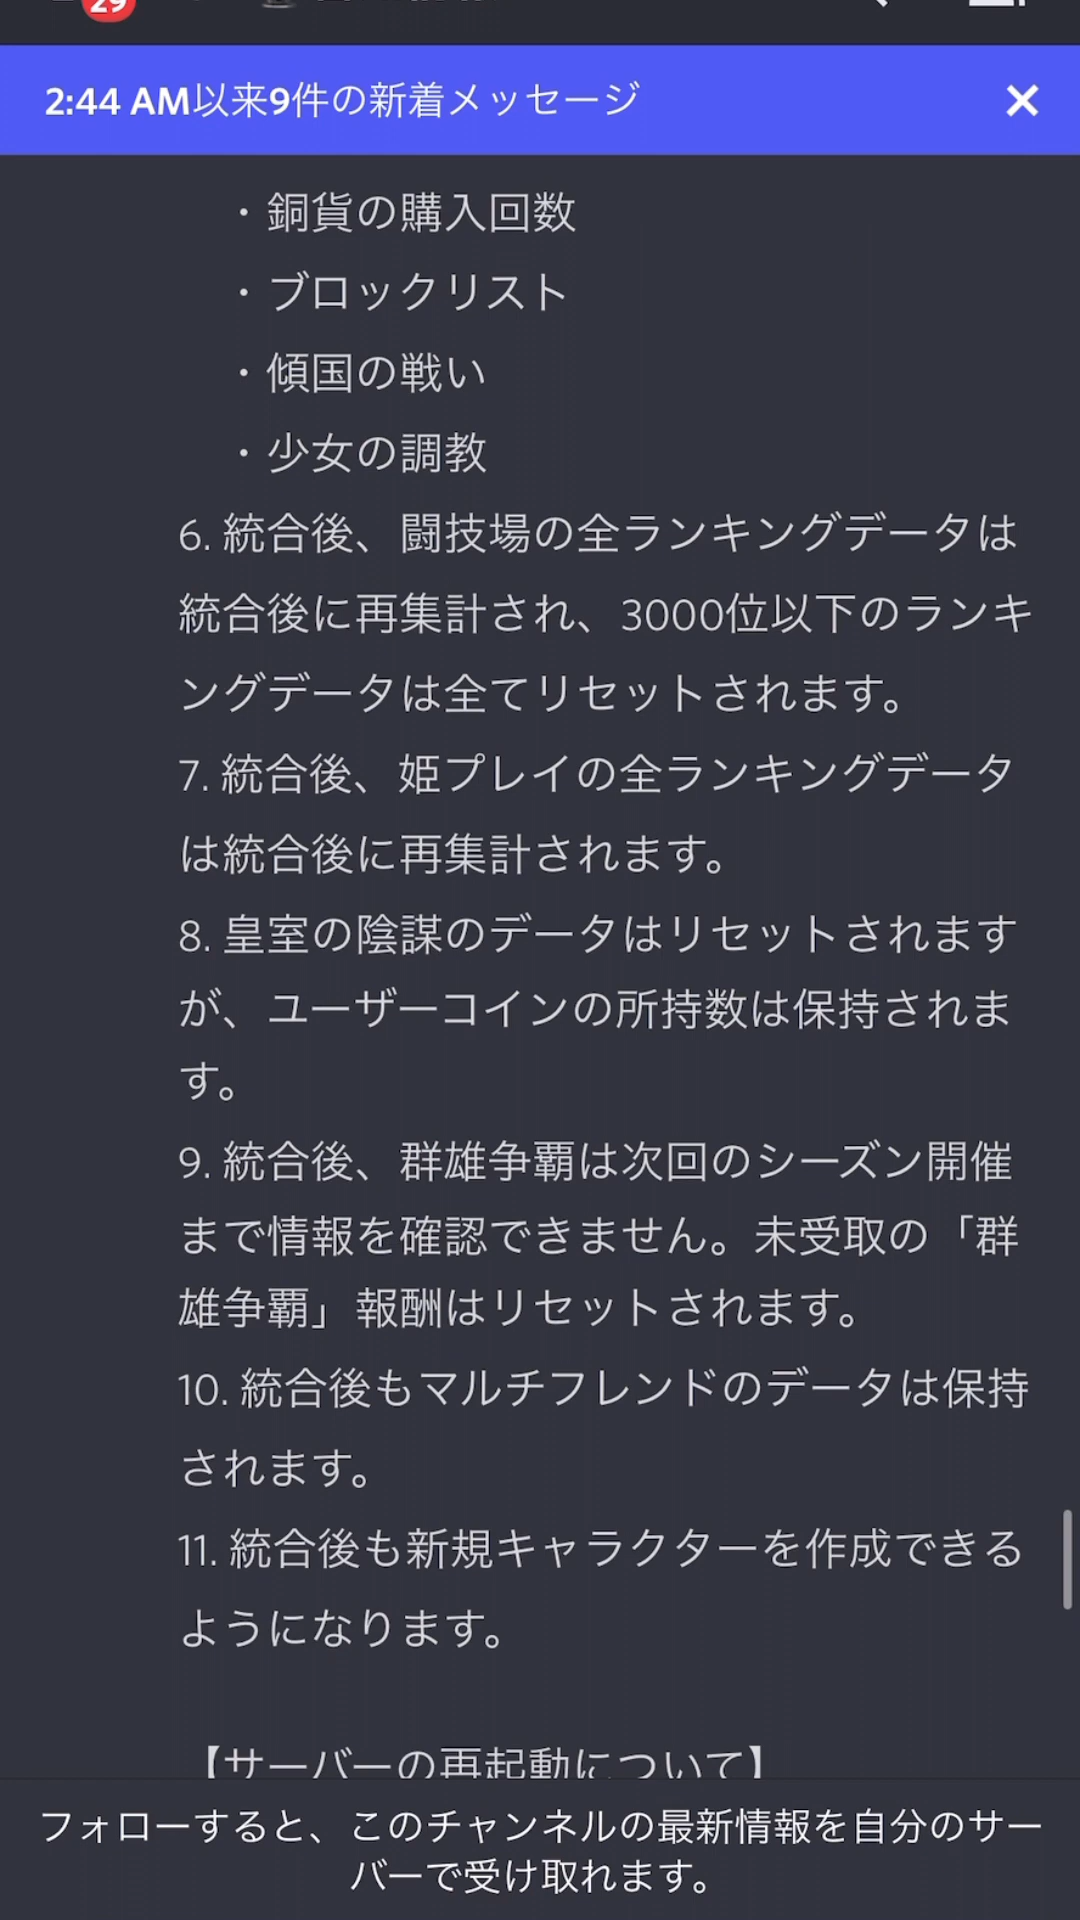 29
2:44 AM以来9件の新着メッセージ
・銅貨の購入回数
・ブロックリスト
・傾国の戦い
・少女の調教
6. 統合後、闘技場の全ランキングデータは
統合後に再集計され、3000位以下のランキ
ングデータは全てリセットされます。
7. 統合後、姫プレイの全ランキングデータ
は統合後に再集計されます。
8. 皇室の陰謀のデータはリセットされます
が、ユーザーコインの所持数は保持されま
す。
9. 統合後、群雄争覇は次回のシーズン開催
まで情報を確認できません。未受取の「群
雄争覇」報酬はリセットされます。
10. 統合後もマルチフレンドのデータは保持
されます。
11. 統合後も新規キャラクターを作成できる
ようになります。
【サーバーの再起動について】
フォローすると、このチャンネルの最新情報を自分のサー
バーで受け取れます。